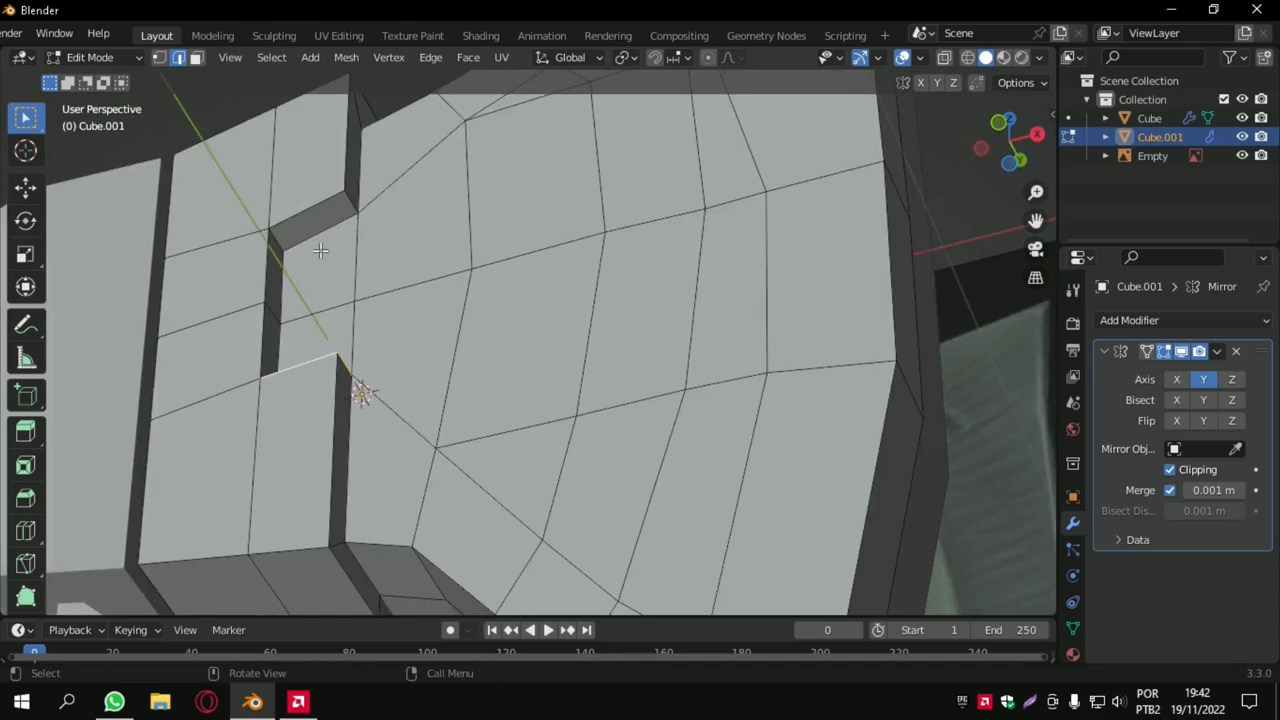 Blender
ender Window Help Layout Modeling Sculpting UV Editing Texture Paint Shading Animation Rendering Compositing Geometry Nodes Scripting + Scene ViewLayer
Edit Mode View Select Add Mesh Vertex Edge Face UV Global
X Y Z Options
User Perspective
(0) Cube.001
Z X Y
Scene Collection
Collection
Cube
Cube.001
Empty
Cube.001 > Mirror
Add Modifier
Axis X Y Z
Bisect X Y Z
Flip X Y Z
Mirror Obj...
Clipping
Merge 0.001 m
Bisect Dis... 0.001 m
Data
Playback Keying View Marker 0 Start 1 End 250
0 20 40 60 80 100 120 140 160 180 200 220 240
Select Rotate View Call Menu 3.3.0
EPIC POR
PTB2
19:42
19/11/2022